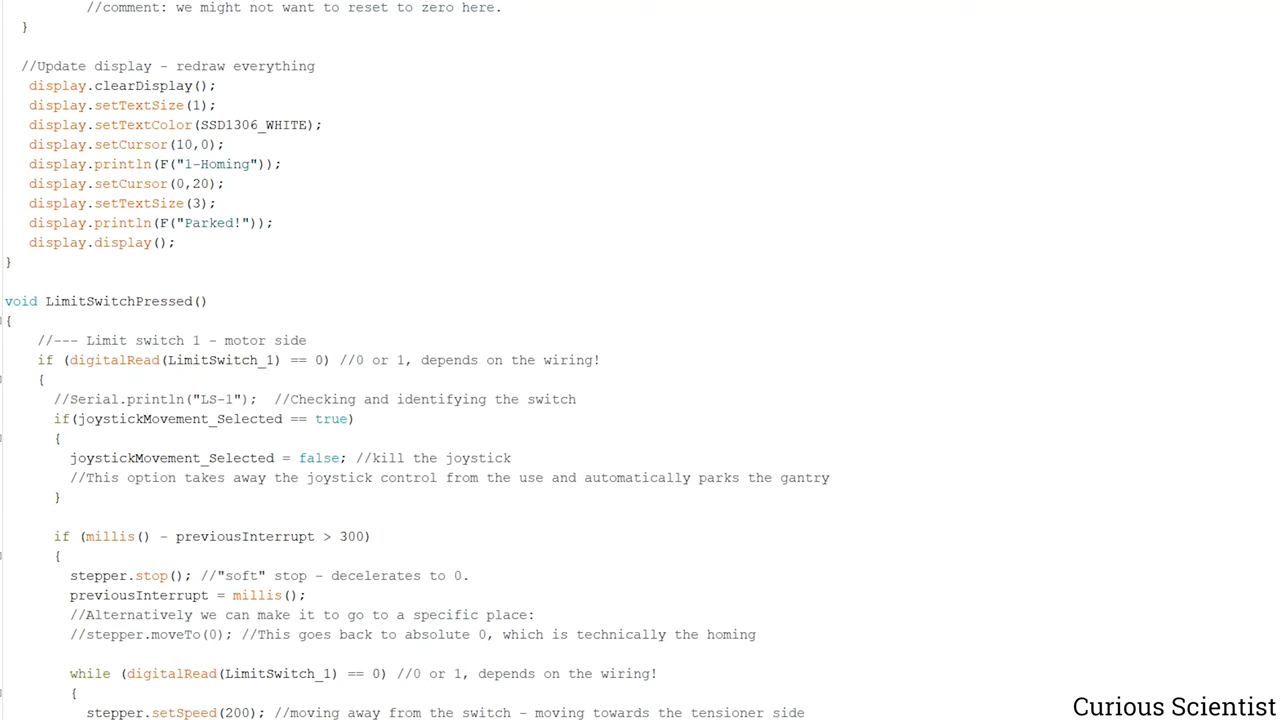 //comment: we might not want to reset to zero here.
}
//Update display - redraw everything
display.clearDisplay();
display.setTextSize(1);
display.setTextColor(SSD1306_WHITE);
display.setCursor(10,0);
display.println(F("1-Homing"));
display.setCursor(0,20);
display.setTextSize(3);
display.println(F("Parked!"));
display.display();
}
void LimitSwitchPressed()
{
//--- Limit switch 1 - motor side
if (digitalRead(LimitSwitch_1) == 0) //0 or 1, depends on the wiring!
{
//Serial.println("LS-1");  //Checking and identifying the switch
if(joystickMovement_Selected == true)
{
joystickMovement_Selected = false; //kill the joystick
//This option takes away the joystick control from the use and automatically parks the gantry
}
if (millis() - previousInterrupt > 300)
{
stepper.stop(); //"soft" stop - decelerates to 0.
previousInterrupt = millis();
//Alternatively we can make it to go to a specific place:
//stepper.moveTo(0); //This goes back to absolute 0, which is technically the homing
while (digitalRead(LimitSwitch_1) == 0) //0 or 1, depends on the wiring!
{
stepper.setSpeed(200); //moving away from the switch - moving towards the tensioner side
Curious Scientist